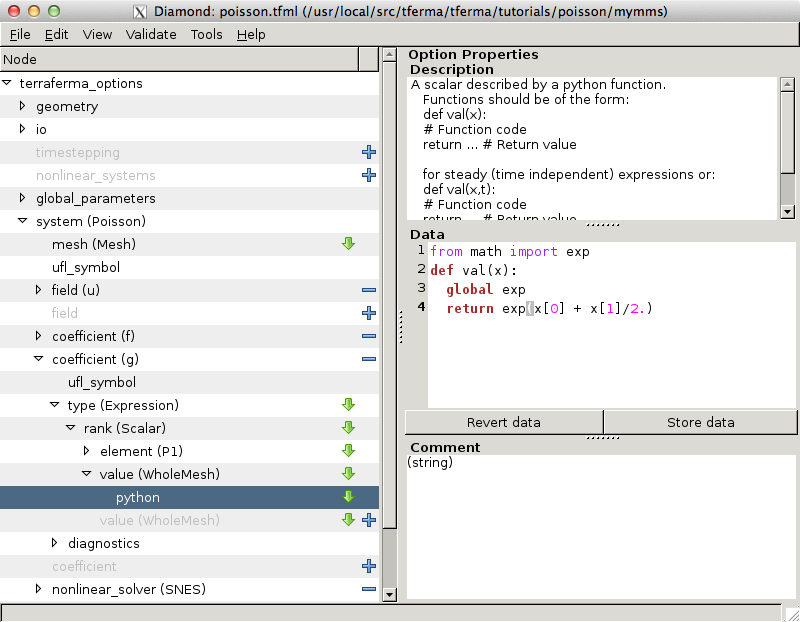 Diamond: poisson.tfml (/usr/local/src/tferma/tferma/tutorials/poisson/mymms)
File Edit View Validate Tools Help
Node
terraferma_options
geometry
io
timestepping
nonlinear_systems
global_parameters
system (Poisson)
mesh (Mesh)
ufl_symbol
field (u)
field
coefficient (f)
coefficient (g)
ufl_symbol
type (Expression)
rank (Scalar)
element (P1)
value (WholeMesh)
python
value (WholeMesh)
diagnostics
coefficient
nonlinear_solver (SNES)
Option Properties
Description
A scalar described by a python function.
Functions should be of the form:
def val(x):
# Function code
return ... # Return value
for steady (time independent) expressions or:
def val(x,t):
# Function code
return ... # Return value
Data
1 from math import exp
2 def val(x):
3 global exp
4 return exp(x[0] + x[1]/2.)
Revert data
Store data
Comment
(string)